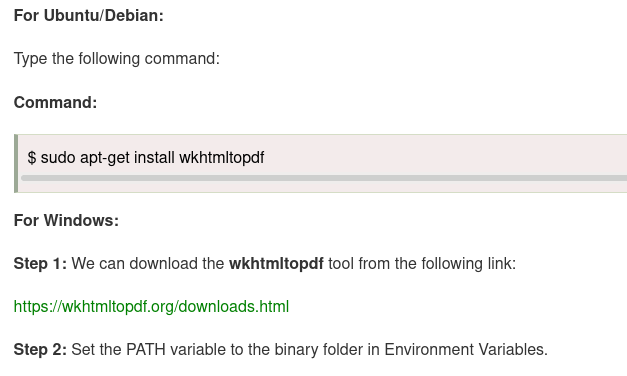 For Ubuntu/Debian:
Type the following command:
Command:
$ sudo apt-get install wkhtmltopdf
For Windows:
Step 1: We can download the wkhtmltopdf tool from the following link:
https://wkhtmltopdf.org/downloads.html
Step 2: Set the PATH variable to the binary folder in Environment Variables.